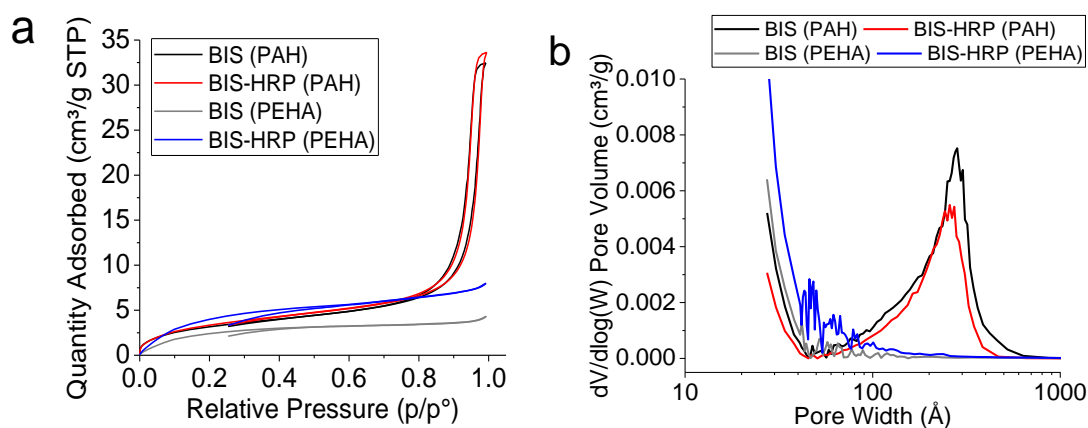 a
Quantity Adsorbed (cm³/g STP)
35
30
25
20
15
10
5
0
BIS (PAH)
BIS-HRP (PAH)
BIS (PEHA)
BIS-HRP (PEHA)
0.0 0.2 0.4 0.6 0.8 1.0
Relative Pressure (p/p°)
b
BIS (PAH) BIS-HRP (PAH)
BIS (PEHA) BIS-HRP (PEHA)
dV/dlog(W) Pore Volume (cm³/g)
0.010
0.008
0.006
0.004
0.002
0.000
10 100 1000
Pore Width (Å)